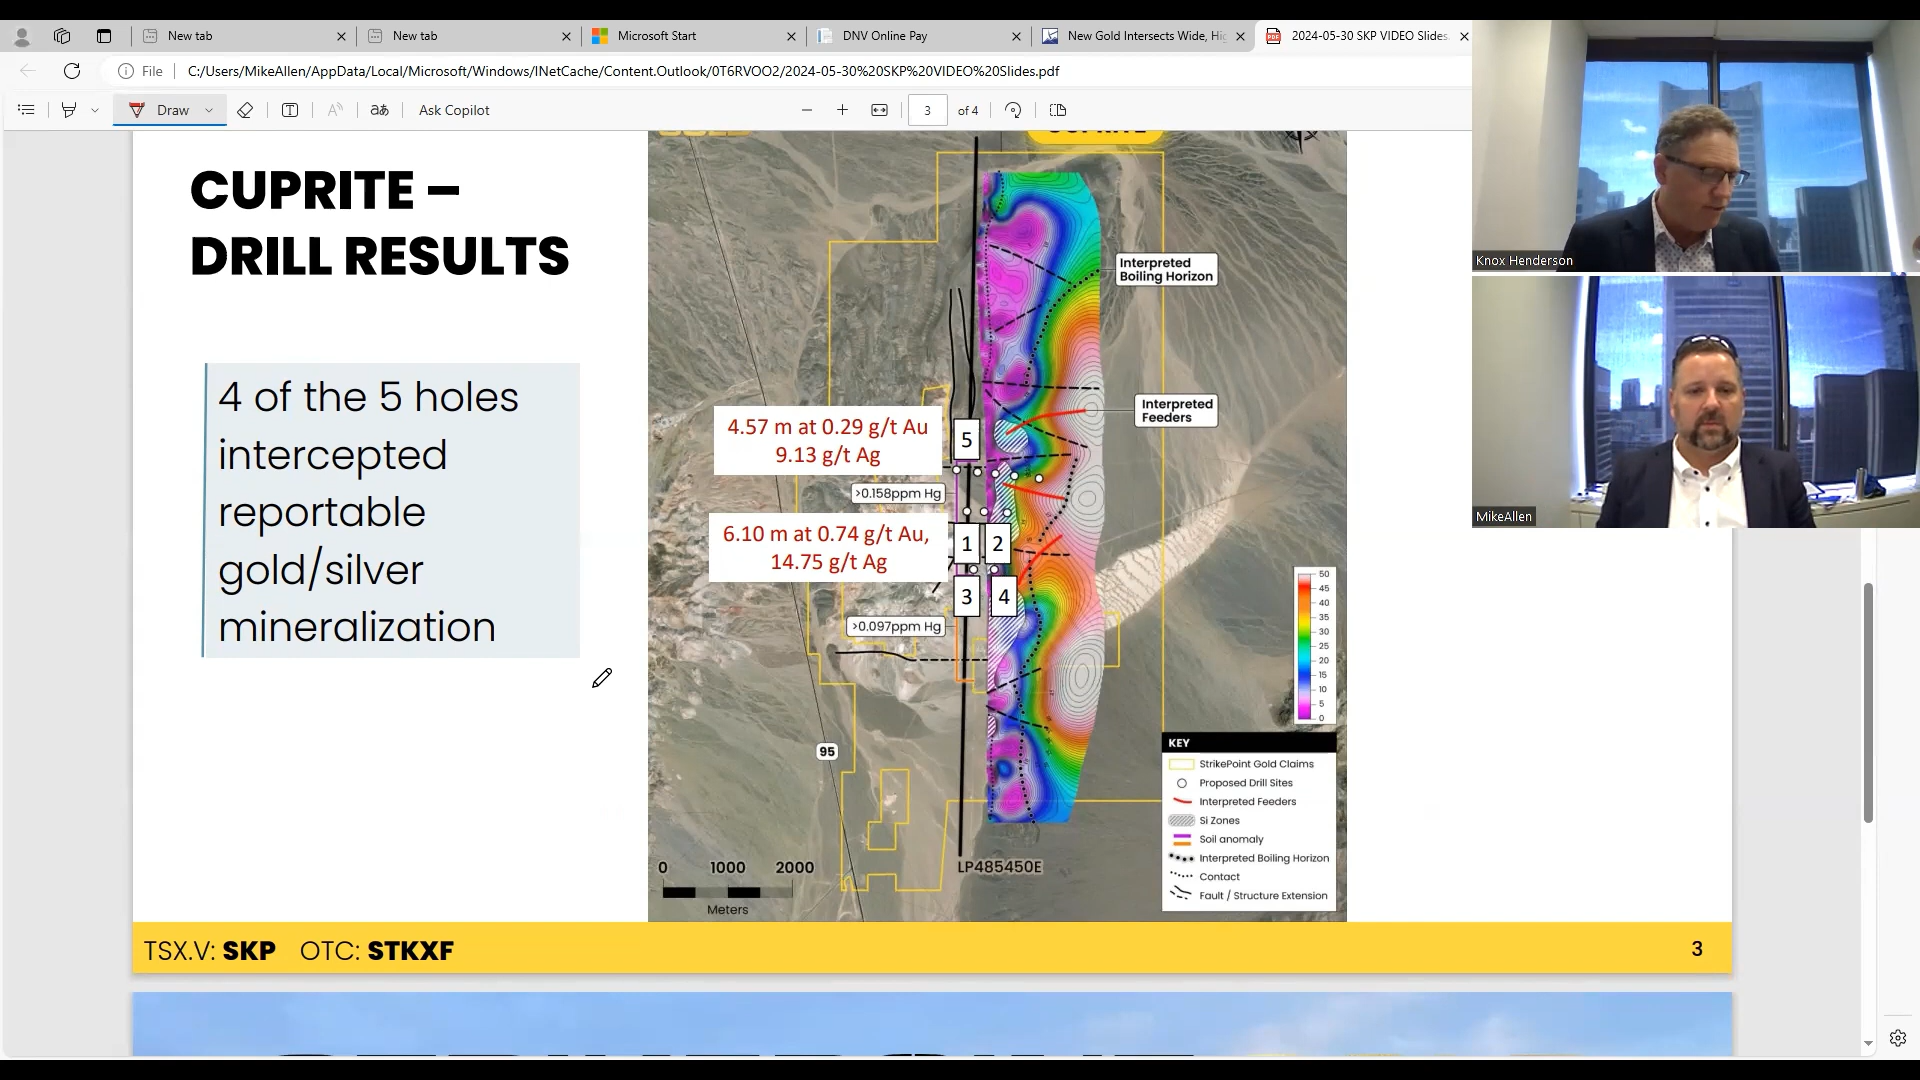 New tab
New tab
Microsoft Start
DNV Online Pay
New Gold Intersects Wide, Hi
2024-05-30 SKP VIDEO Slides.
File
C:/Users/MikeAllen/AppData/Local/Microsoft/Windows/INetCache/Content.Outlook/0T6RVOO2/2024-05-30%20SKP%20VIDEO%20Slides.pdf
Draw
Ask Copilot
3 of 4
CUPRITE –
DRILL RESULTS
4 of the 5 holes
intercepted
reportable
gold/silver
mineralization
Interpreted
Boiling Horizon
Interpreted
Feeders
4.57 m at 0.29 g/t Au
9.13 g/t Ag
5
>0.158ppm Hg
6.10 m at 0.74 g/t Au,
14.75 g/t Ag
1 2
3 4
>0.097ppm Hg
95
50
45
40
35
30
25
20
15
10
5
0
KEY
StrikePoint Gold Claims
Proposed Drill Sites
Interpreted Feeders
Si Zones
Soil anomaly
Interpreted Boiling Horizon
Contact
Fault / Structure Extension
0 1000 2000
Meters
LP485450E
TSX.V: SKP OTC: STKXF
3
Knox Henderson
MikeAllen